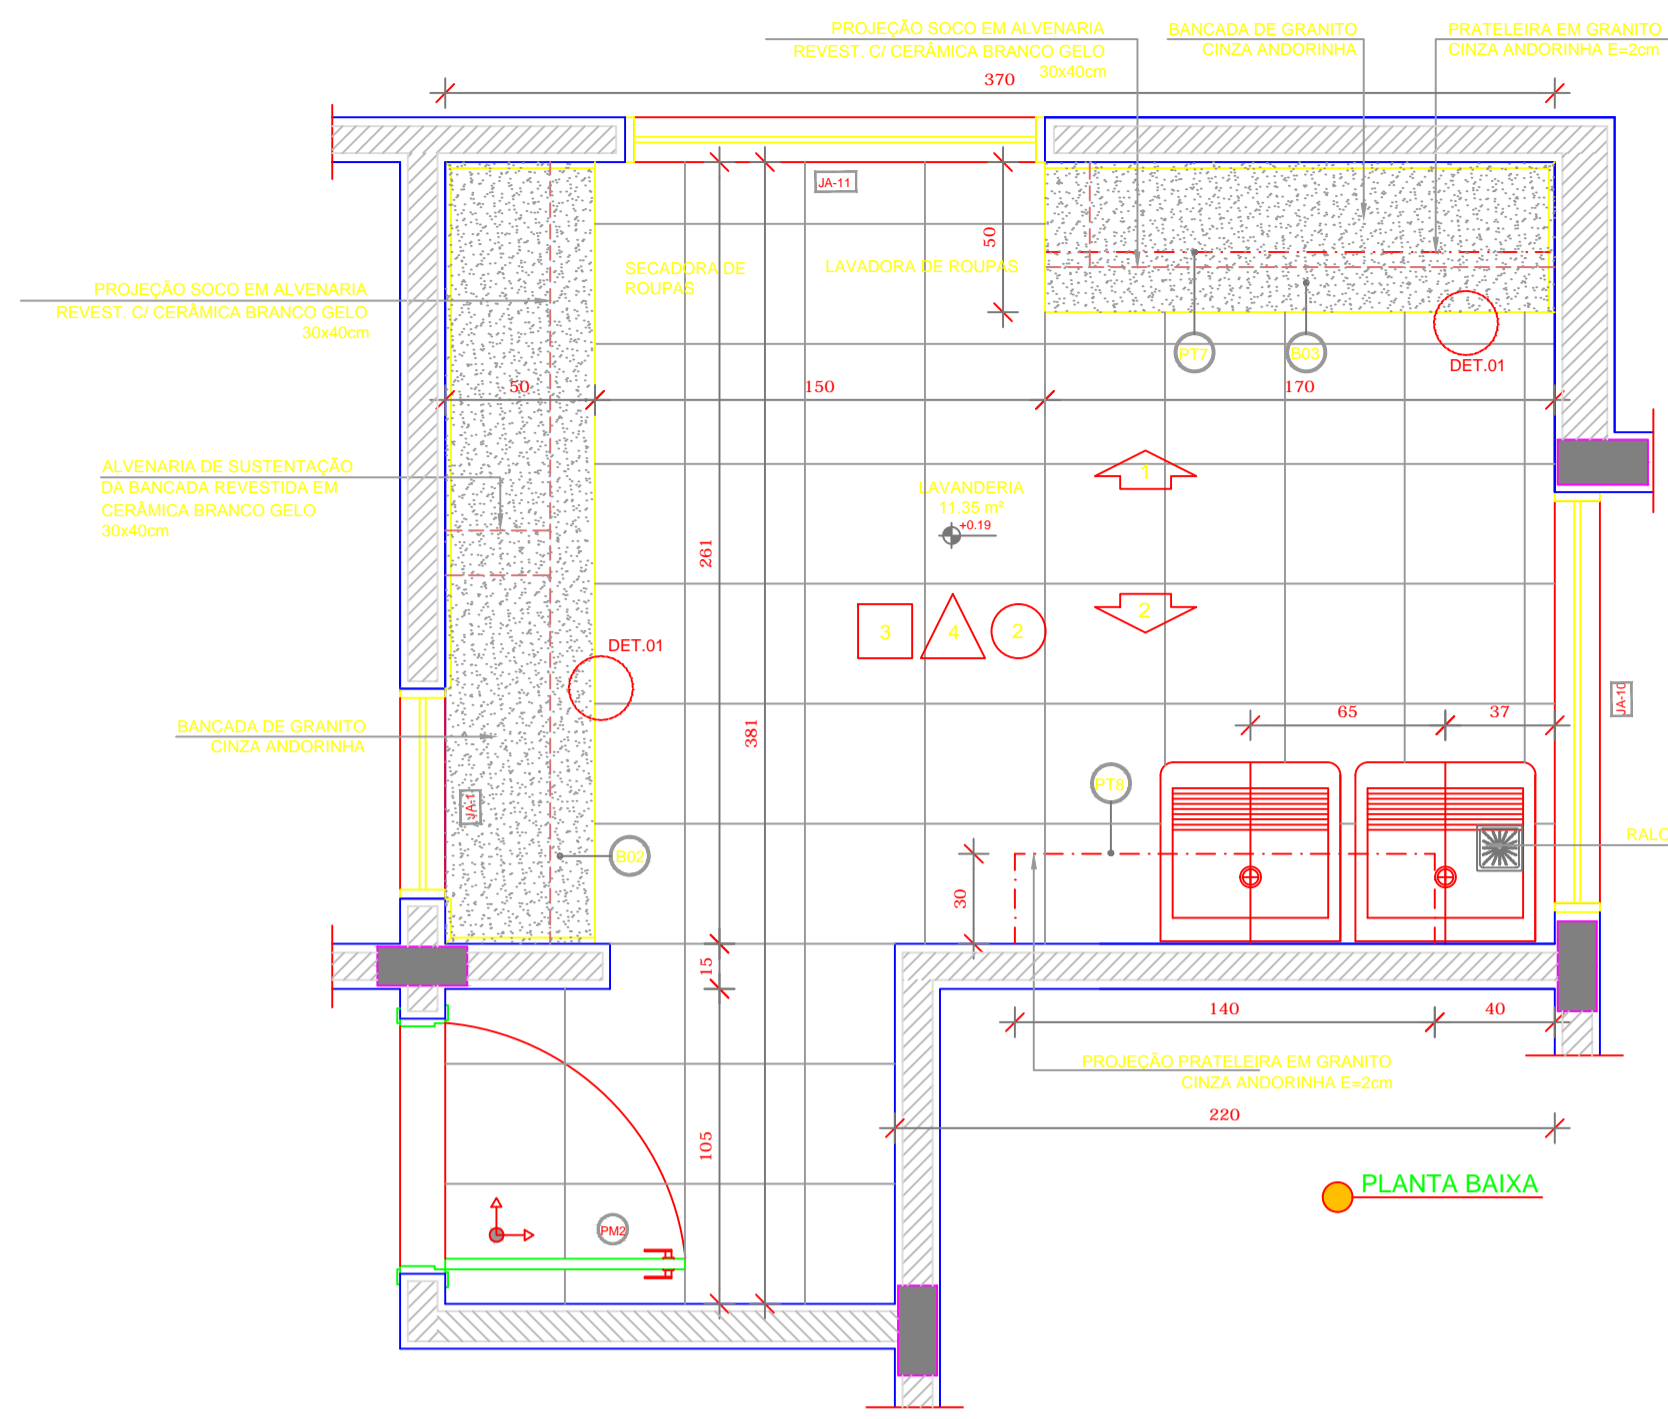 PROJEÇÃO SOCO EM ALVENARIA
REVEST. C/ CERÂMICA BRANCO GELO
30x40cm
BANCADA DE GRANITO
CINZA ANDORINHA
PRATELEIRA EM GRANITO
CINZA ANDORINHA E=2cm
370
JA-11
50
SECADORA DE
ROUPAS
LAVADORA DE ROUPAS
PROJEÇÃO SOCO EM ALVENARIA
REVEST. C/ CERÂMICA BRANCO GELO
30x40cm
PT7
B03
DET.01
50
150
170
ALVENARIA DE SUSTENTAÇÃO
DA BANCADA REVESTIDA EM
CERÂMICA BRANCO GELO
30x40cm
1
LAVANDERIA
11.35 m²
+0.19
261
2
3
4
2
DET.01
JA-10
BANCADA DE GRANITO
CINZA ANDORINHA
381
65
37
PT8
JA-1
RALO
B02
30
15
140
40
PROJEÇÃO PRATELEIRA EM GRANITO
CINZA ANDORINHA E=2cm
220
105
PLANTA BAIXA
PM2